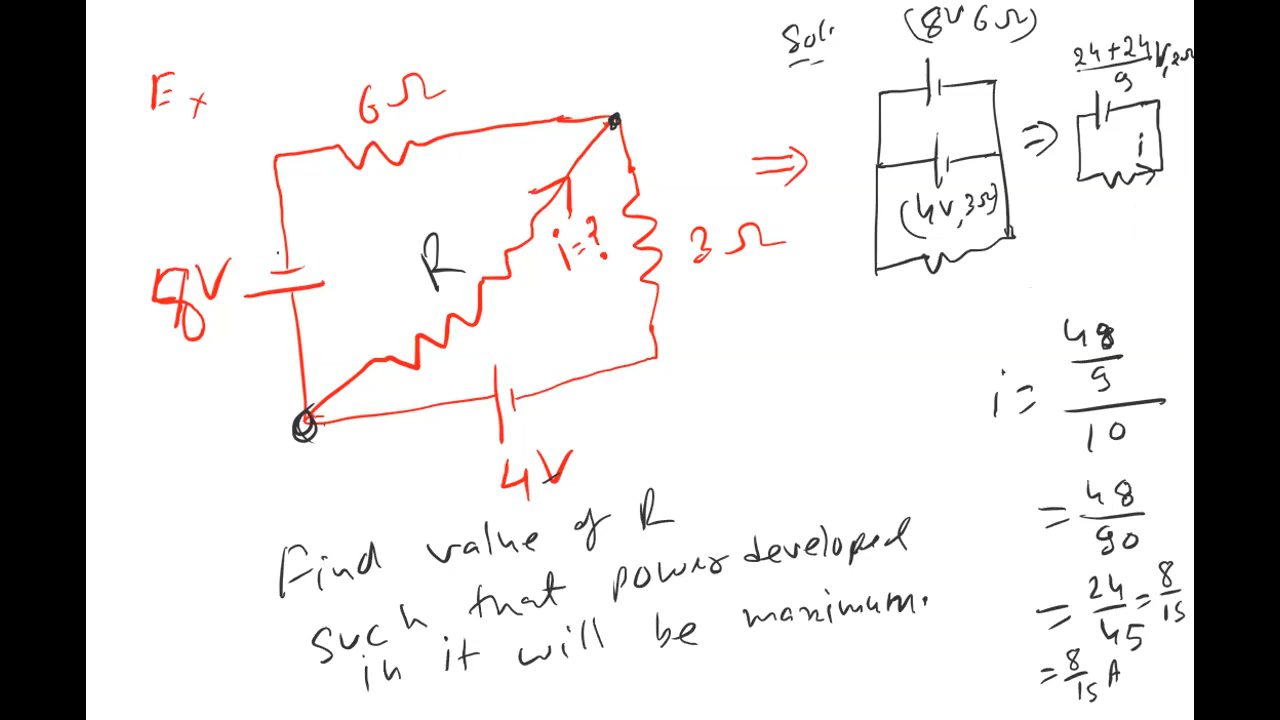 Ex
6Ω
8V
R
i=?
3Ω
4V
Find value of R
such that power developed
in it will be maximum.
Sol:
(8V 6Ω)
(4V, 3Ω)
⇒
⇒
24+24/9 V, 2Ω
i
i = 48/9 / 10
= 48/90
= 24/45 = 8/15
= 8/15 A